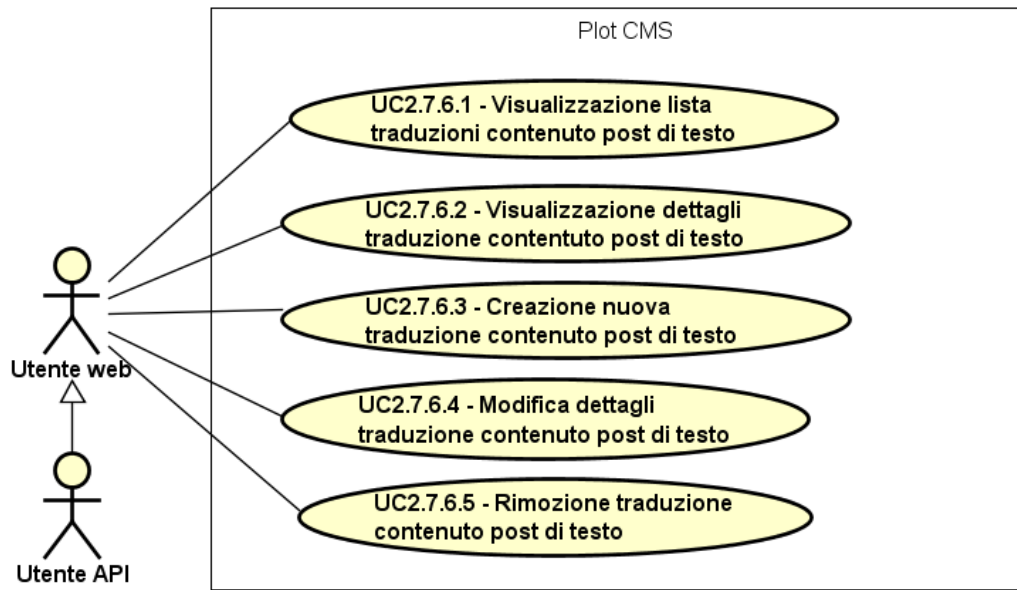 Plot CMS
UC2.7.6.1 - Visualizzazione lista
traduzioni contenuto post di testo
UC2.7.6.2 - Visualizzazione dettagli
traduzione contentuto post di testo
UC2.7.6.3 - Creazione nuova
traduzione contenuto post di testo
Utente web
UC2.7.6.4 - Modifica dettagli
traduzione contenuto post di testo
UC2.7.6.5 - Rimozione traduzione
contenuto post di testo
Utente API